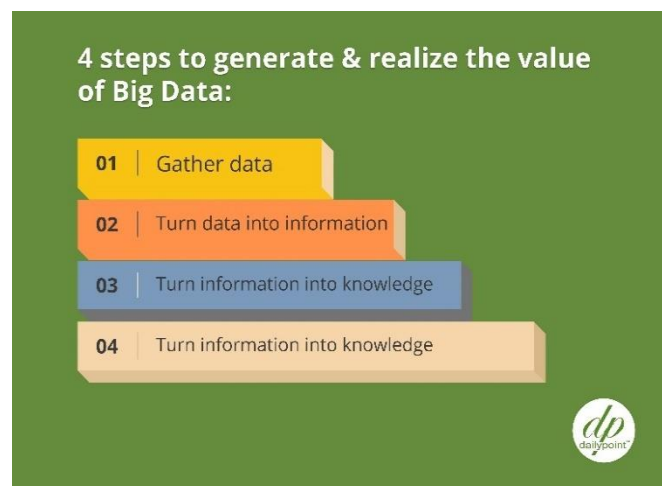 4 steps to generate & realize the value
of Big Data:
01 Gather data
02 Turn data into information
03 Turn information into knowledge
04 Turn information into knowledge
dp
dailypoint™